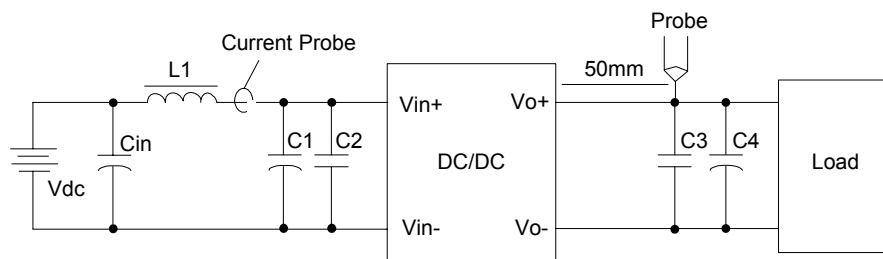 Probe
Current Probe
L1
50mm
Vin+
Vo+
Cin
C1
C2
C3
C4
DC/DC
Load
Vdc
Vin-
Vo-